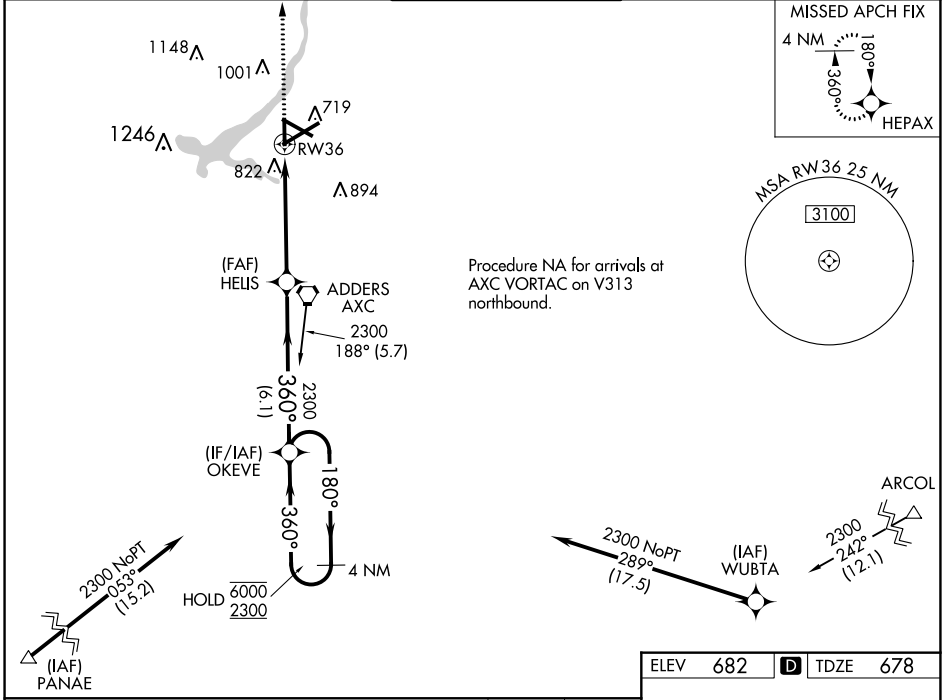 MISSED APCH FIX
4 NM
180°
360°
HEPAX
1148
1001
719
1246
RW36
822
894
MSA RW36 25 NM
3100
(FAF)
HELIS
ADDERS
AXC
2300
188° (5.7)
Procedure NA for arrivals at
AXC VORTAC on V313
northbound.
360°
(6.1)
2300
(IF/IAF)
OKEVE
180°
360°
4 NM
HOLD 6000
2300
2300 NoPT
053°
(15.2)
(IAF)
PANAE
2300 NoPT
289°
(17.5)
(IAF)
WUBTA
ARCOL
2300
242°
(12.1)
ELEV 682 D TDZE 678